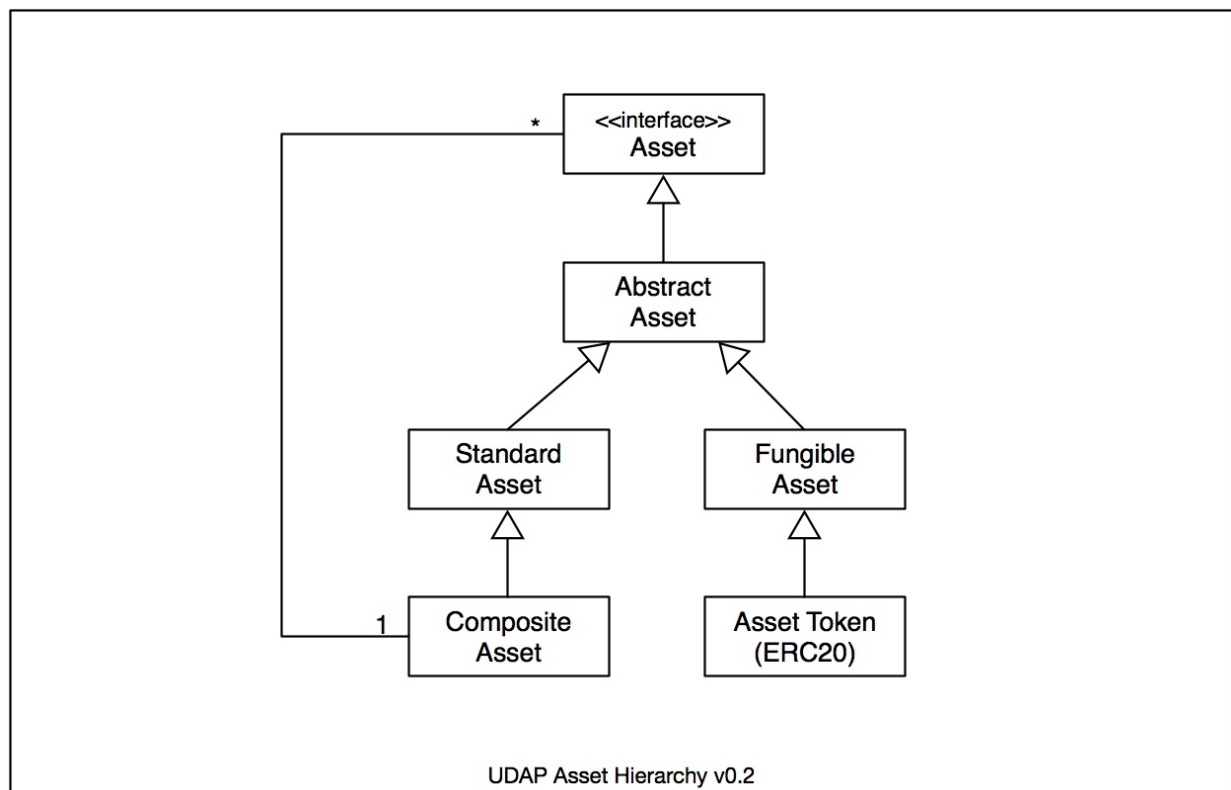 *
<<interface>>
Asset
Abstract
Asset
Standard
Asset
Fungible
Asset
1
Composite
Asset
Asset Token
(ERC20)
UDAP Asset Hierarchy v0.2